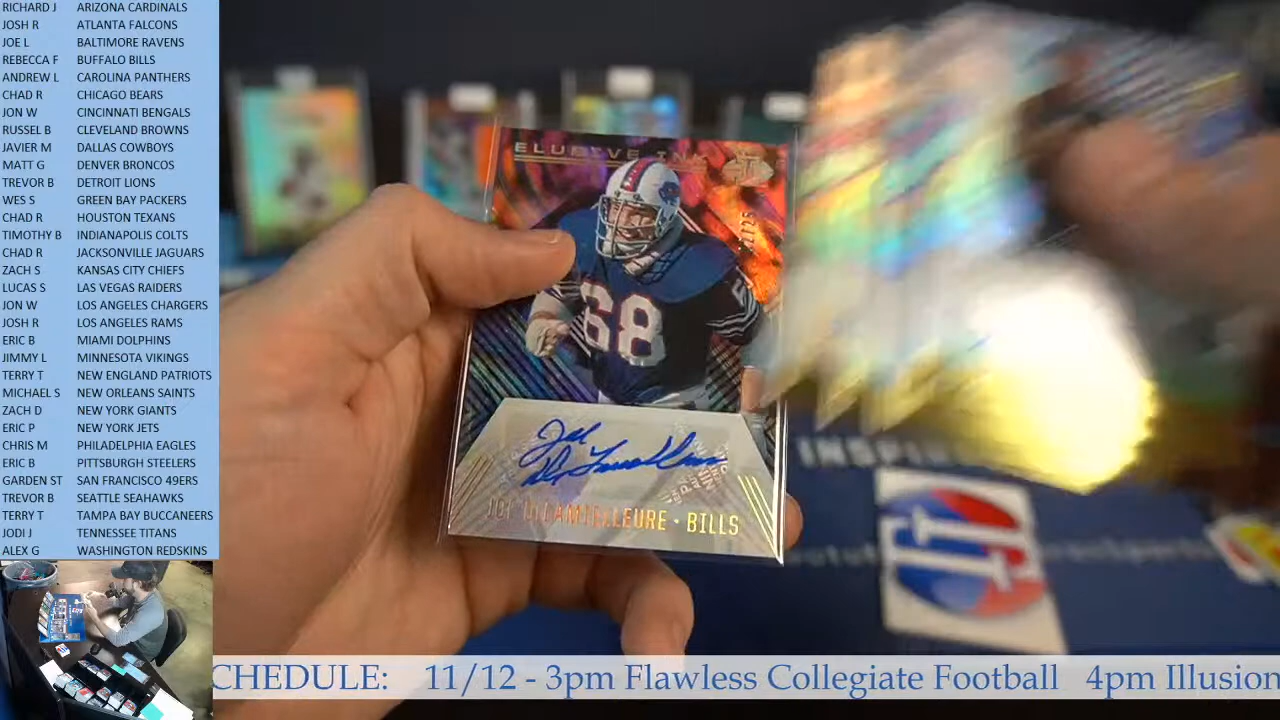 RICHARD J ARIZONA CARDINALS
JOSH R ATLANTA FALCONS
JOE L BALTIMORE RAVENS
REBECCA F BUFFALO BILLS
ANDREW L CAROLINA PANTHERS
CHAD R CHICAGO BEARS
JON W CINCINNATI BENGALS
RUSSEL B CLEVELAND BROWNS
JAVIER M DALLAS COWBOYS
MATT G DENVER BRONCOS
TREVOR B DETROIT LIONS
WES S GREEN BAY PACKERS
CHAD R HOUSTON TEXANS
TIMOTHY B INDIANAPOLIS COLTS
CHAD R JACKSONVILLE JAGUARS
ZACH S KANSAS CITY CHIEFS
LUCAS S LAS VEGAS RAIDERS
JON W LOS ANGELES CHARGERS
JOSH R LOS ANGELES RAMS
ERIC B MIAMI DOLPHINS
JIMMY L MINNESOTA VIKINGS
TERRY T NEW ENGLAND PATRIOTS
MICHAEL S NEW ORLEANS SAINTS
ZACH D NEW YORK GIANTS
ERIC P NEW YORK JETS
CHRIS M PHILADELPHIA EAGLES
ERIC B PITTSBURGH STEELERS
GARDEN ST SAN FRANCISCO 49ERS
TREVOR B SEATTLE SEAHAWKS
TERRY T TAMPA BAY BUCCANEERS
JODI J TENNESSEE TITANS
ALEX G WASHINGTON REDSKINS
ELUSIVE INK
68
JOE DELAMIELLEURE • BILLS
CHEDULE: 11/12 - 3pm Flawless Collegiate Football 4pm Illusion